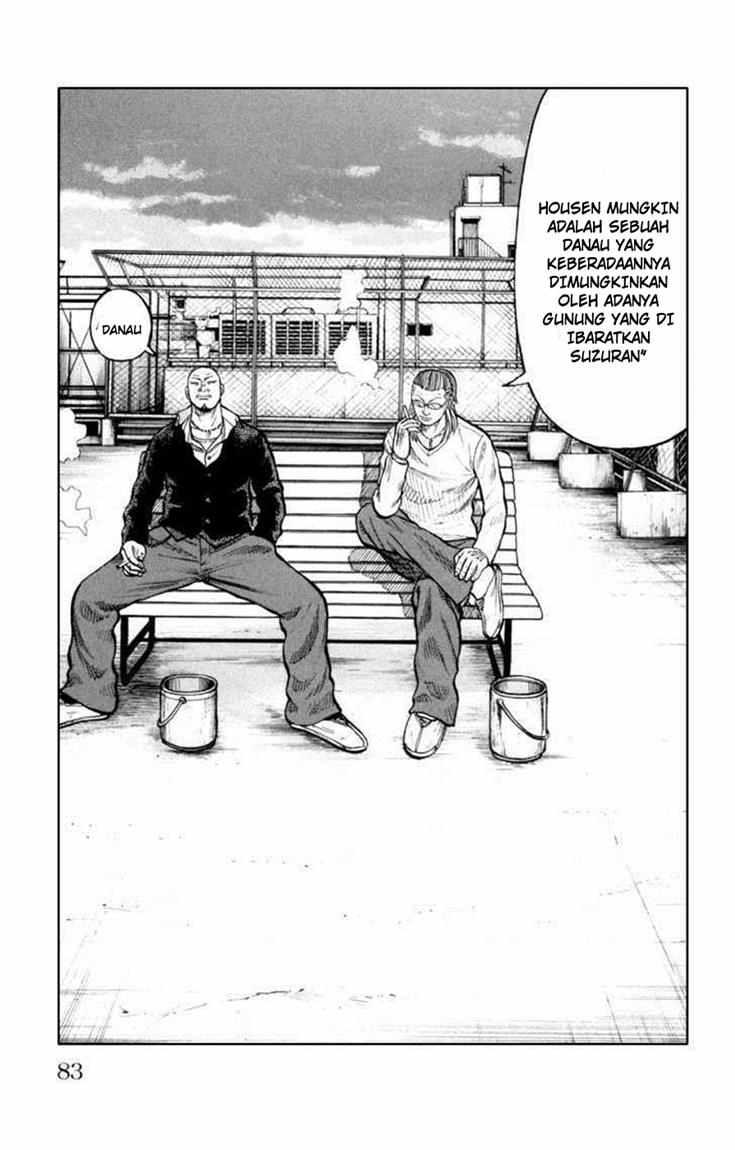 HOUSEN MUNGKIN
ADALAH SEBUAH
DANAU YANG
KEBERADAANNYA
DIMUNGKINKAN
OLEH ADANYA
GUNUNG YANG DI
IBARATKAN
SUZURAN"
DANAU
83